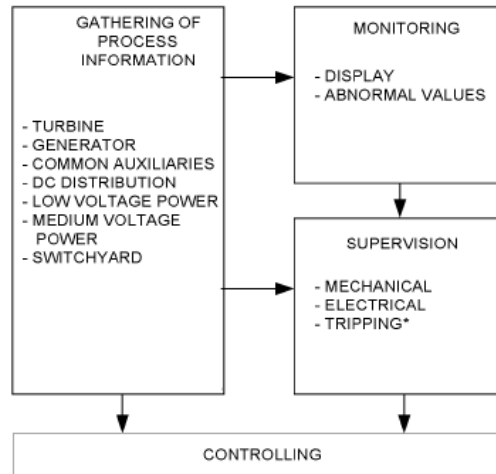 GATHERING OF
PROCESS
INFORMATION
- TURBINE
- GENERATOR
- COMMON AUXILIARIES
- DC DISTRIBUTION
- LOW VOLTAGE POWER
- MEDIUM VOLTAGE
POWER
- SWITCHYARD
MONITORING
- DISPLAY
- ABNORMAL VALUES
SUPERVISION
- MECHANICAL
- ELECTRICAL
- TRIPPING*
CONTROLLING